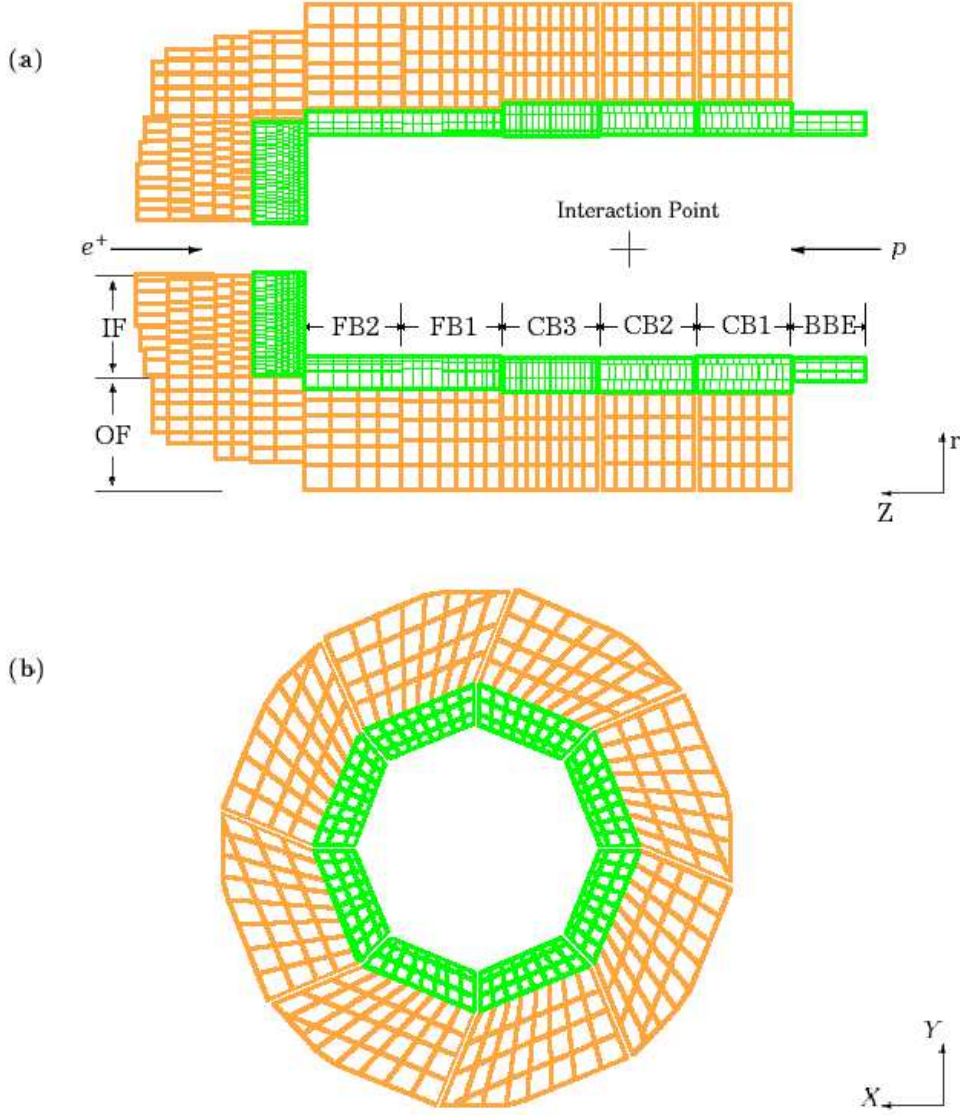 (a)
Interaction Point
e⁺ p
IF FB2 FB1 CB3 CB2 CB1 BBE
OF
r
Z
(b)
Y
X